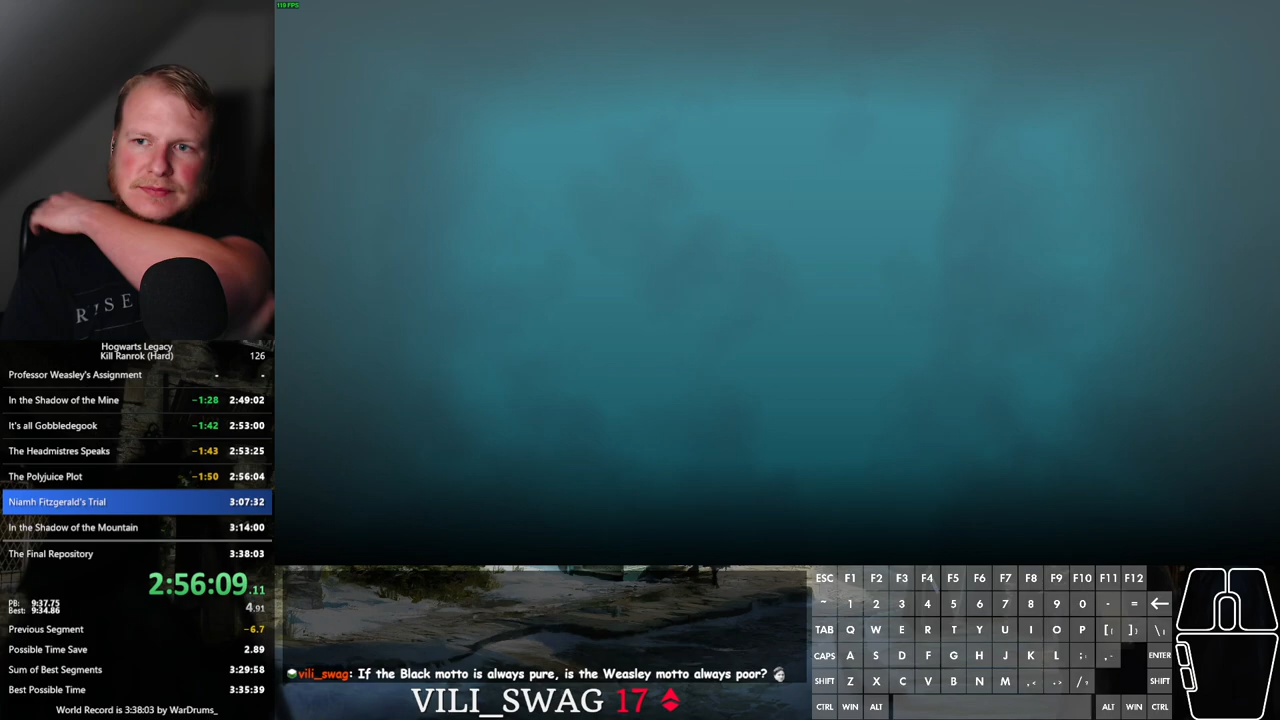 119 FPS
RISE
Hogwarts Legacy
Kill Ranrok (Hard) 126
Professor Weasley's Assignment - -
In the Shadow of the Mine -1:28 2:49:02
It's all Gobbledegook -1:42 2:53:00
The Headmistres Speaks -1:43 2:53:25
The Polyjuice Plot -1:50 2:56:04
Niamh Fitzgerald's Trial 3:07:32
In the Shadow of the Mountain 3:14:00
The Final Repository 3:38:03
2:56:09.11
PB: 9:37.75
Best: 9:34.86 4.91
Previous Segment -6.7
Possible Time Save 2.89
Sum of Best Segments 3:29:58
Best Possible Time 3:35:39
World Record is 3:38:03 by WarDrums_
vili_swag: If the Black motto is always pure, is the Weasley motto always poor?
VILI_SWAG 17
ESC F1 F2 F3 F4 F5 F6 F7 F8 F9 F10 F11 F12
~ 1 2 3 4 5 6 7 8 9 0 - = ←
TAB Q W E R T Y U I O P [{ ]} \|
CAPS A S D F G H J K L ;: ,. ENTER
SHIFT Z X C V B N M ,< .> /? SHIFT
CTRL WIN ALT ALT WIN CTRL